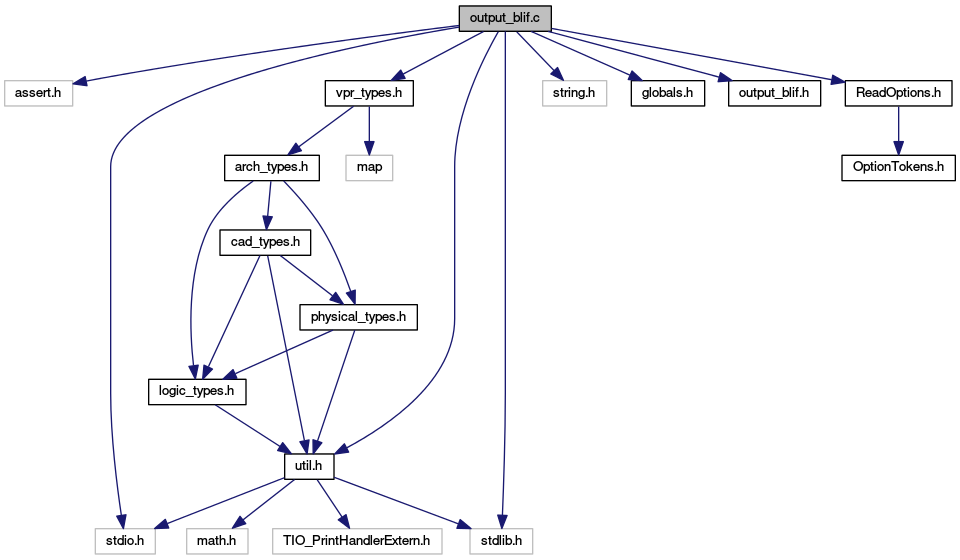 output_blif.c
assert.h
vpr_types.h
string.h
globals.h
output_blif.h
ReadOptions.h
arch_types.h
map
OptionTokens.h
cad_types.h
physical_types.h
logic_types.h
util.h
stdio.h
math.h
TIO_PrintHandlerExtern.h
stdlib.h